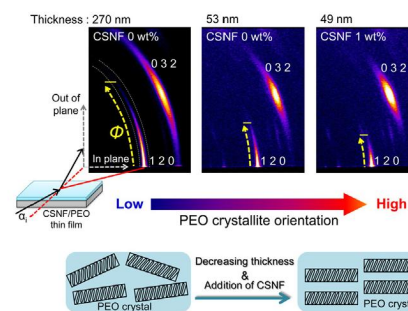 Thickness : 270 nm
53 nm
49 nm
CSNF 0 wt%
CSNF 0 wt%
CSNF 1 wt%
0 3 2
0 3 2
0 3 2
Out of
plane
Φ
In plane
1 2 0
1 2 0
1 2 0
αi
CSNF/PEO
thin film
Low
High
PEO crystallite orientation
Decreasing thickness
&
Addition of CSNF
PEO crystal
PEO cryst